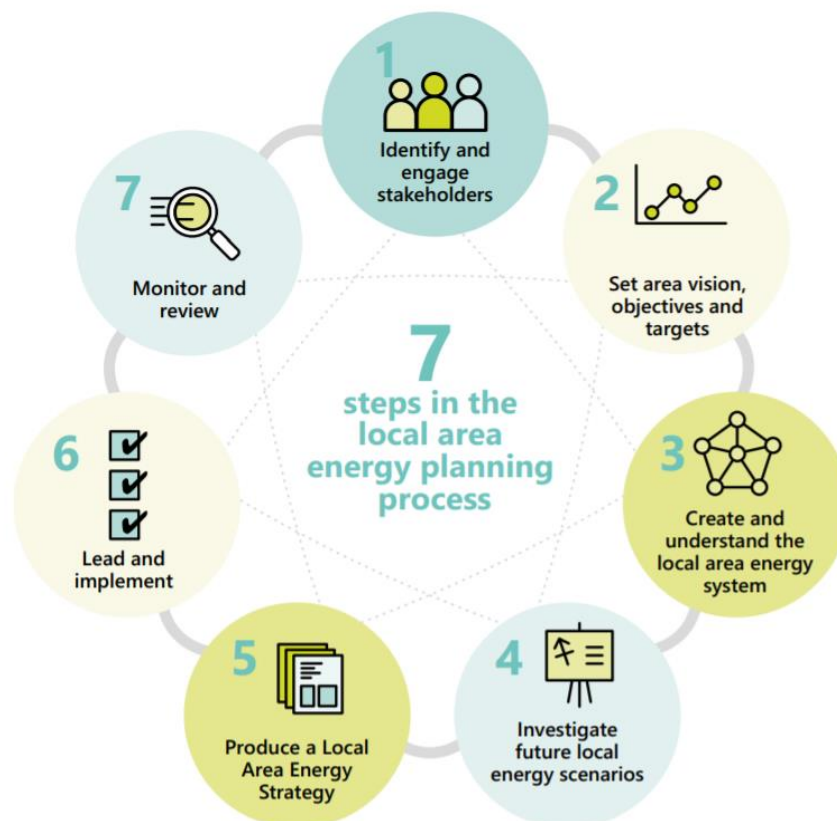 1
Identify and
engage
stakeholders
2
Set area vision,
objectives and
targets
3
Create and
understand the
local area energy
system
4
Investigate
future local
energy scenarios
5
Produce a Local
Area Energy
Strategy
6
Lead and
implement
7
Monitor and
review
7
steps in the
local area
energy planning
process